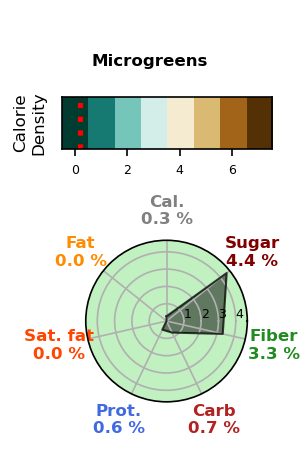 Microgreens
Calorie
Density
0 2 4 6
Cal.
0.3 %
Fat
0.0 %
Sugar
4.4 %
1 2 3 4
Sat. fat
0.0 %
Fiber
3.3 %
Prot.
0.6 %
Carb
0.7 %